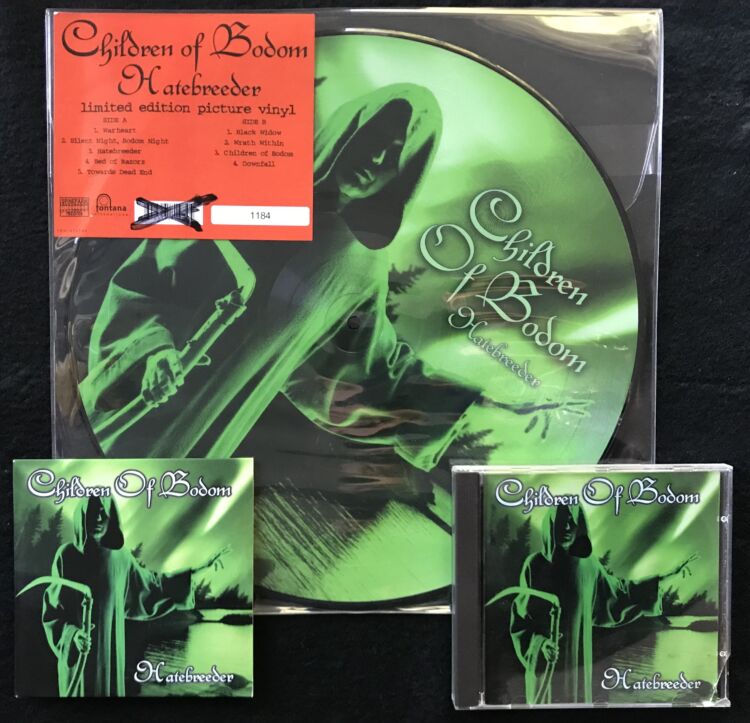 Children of Bodom
Hatebreeder
limited edition picture vinyl
SIDE A
1. Warheart
2. Silent Night, Bodom Night
3. Hatebreeder
4. Bed of Razors
5. Towards Dead End
SIDE B
1. Black Widow
2. Wrath Within
3. Children of Bodom
4. Downfall
fontana
1184
Children
Of Bodom
Hatebreeder
Children Of Bodom
Hatebreeder
Children Of Bodom
Hatebreeder